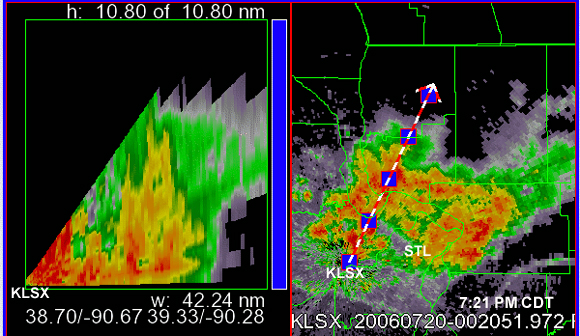 h: 10.80 of 10.80 nm
KLSX
w: 42.24 nm
38.70/-90.67 39.33/-90.28
STL
KLSX
7:21 PM CDT
KLSX 20060720-002051.972